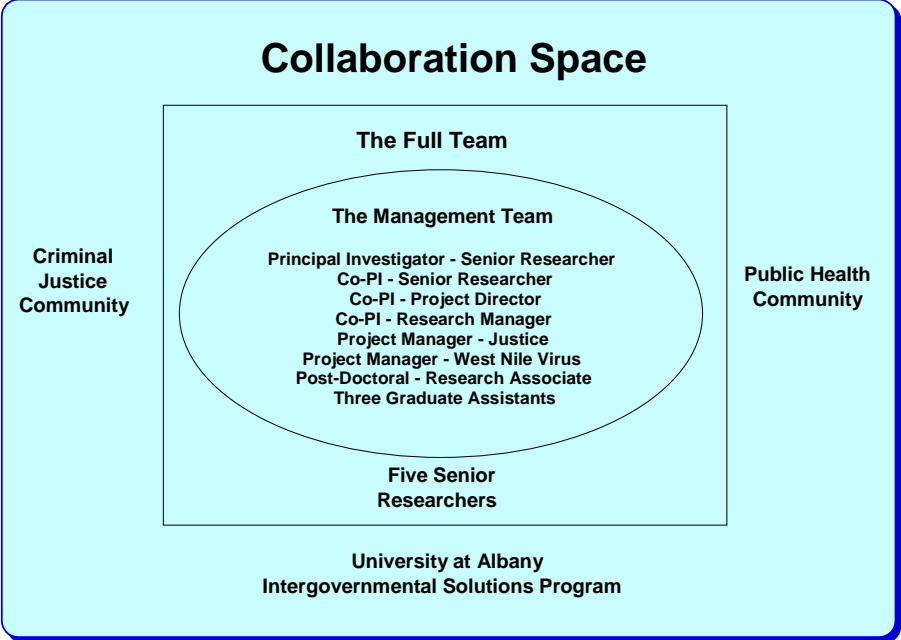 Collaboration Space
The Full Team
The Management Team
Principal Investigator - Senior Researcher
Co-PI - Senior Researcher
Co-PI - Project Director
Co-PI - Research Manager
Project Manager - Justice
Project Manager - West Nile Virus
Post-Doctoral - Research Associate
Three Graduate Assistants
Criminal
Justice
Community
Public Health
Community
Five Senior
Researchers
University at Albany
Intergovernmental Solutions Program